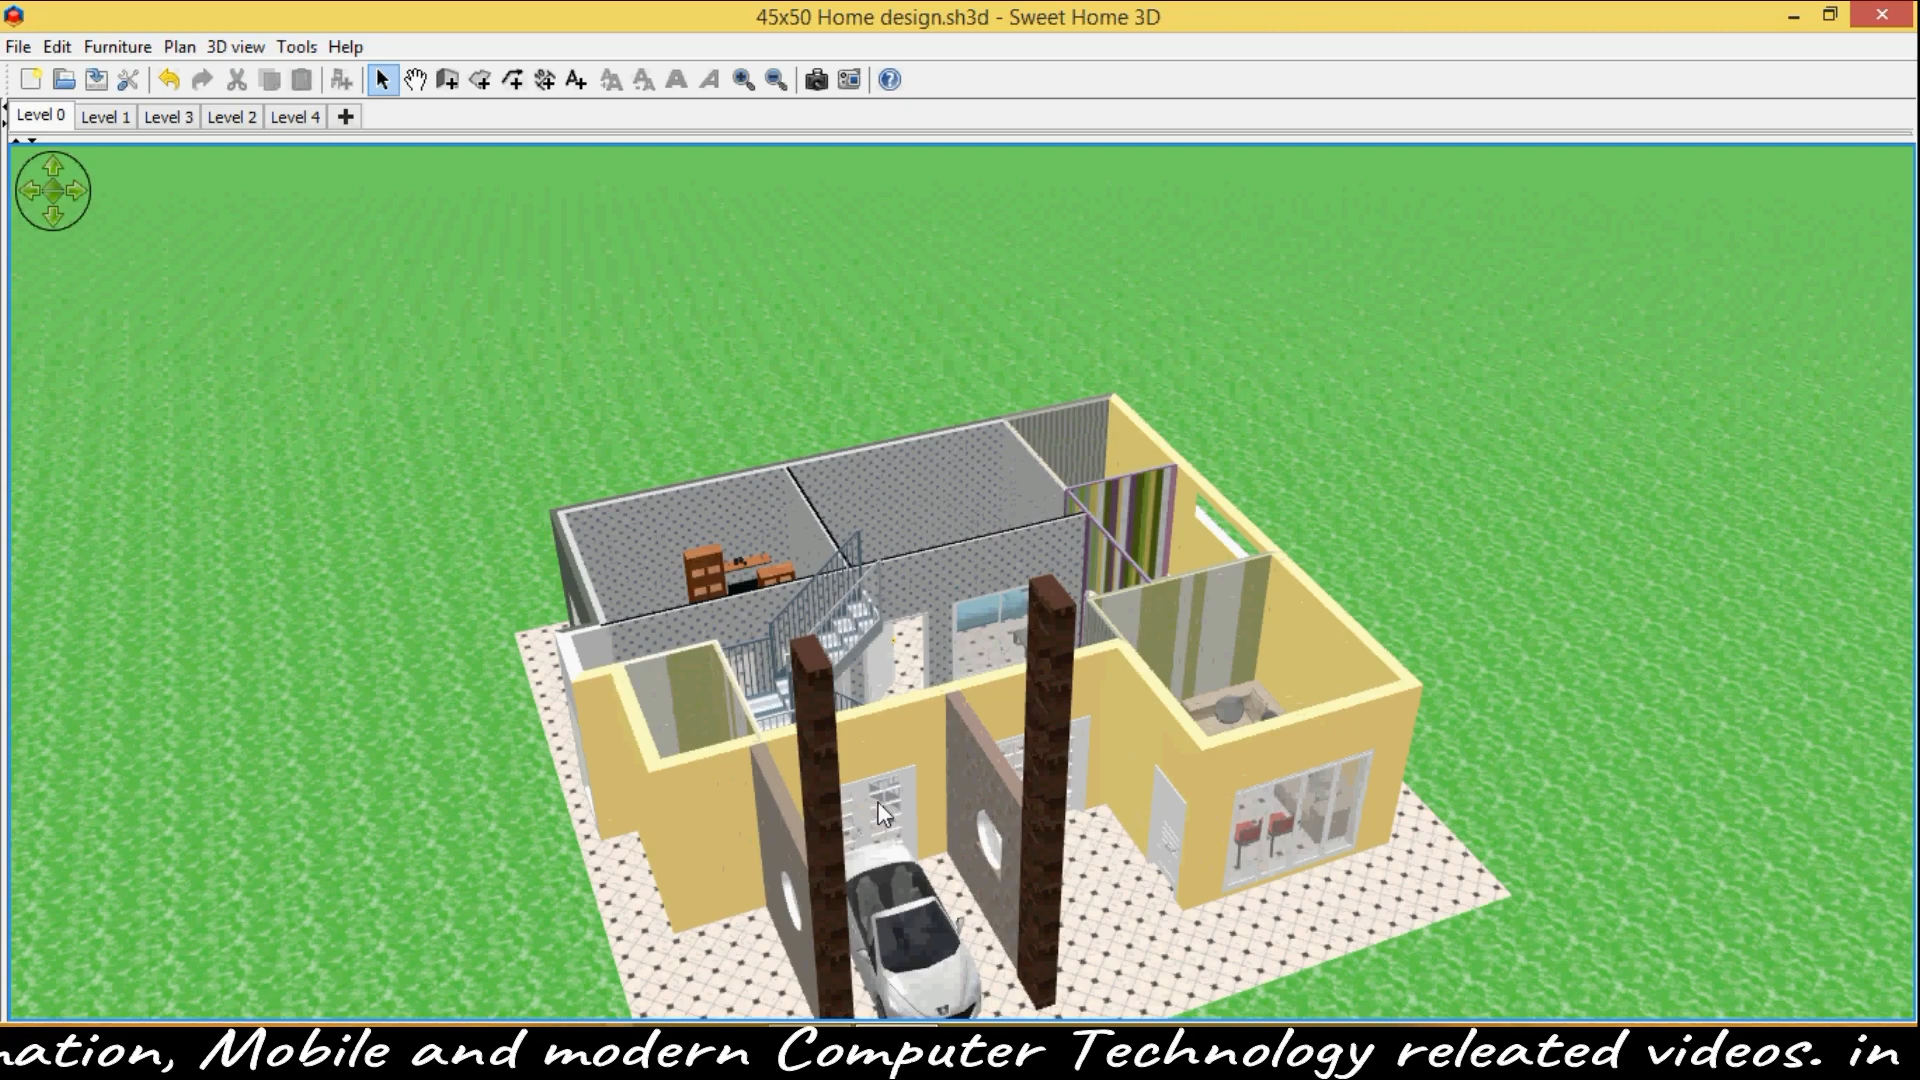 45x50 Home design.sh3d - Sweet Home 3D
File Edit Furniture Plan 3D view Tools Help
Level 0 Level 1 Level 3 Level 2 Level 4
nation, Mobile and modern Computer Technology releated videos. in